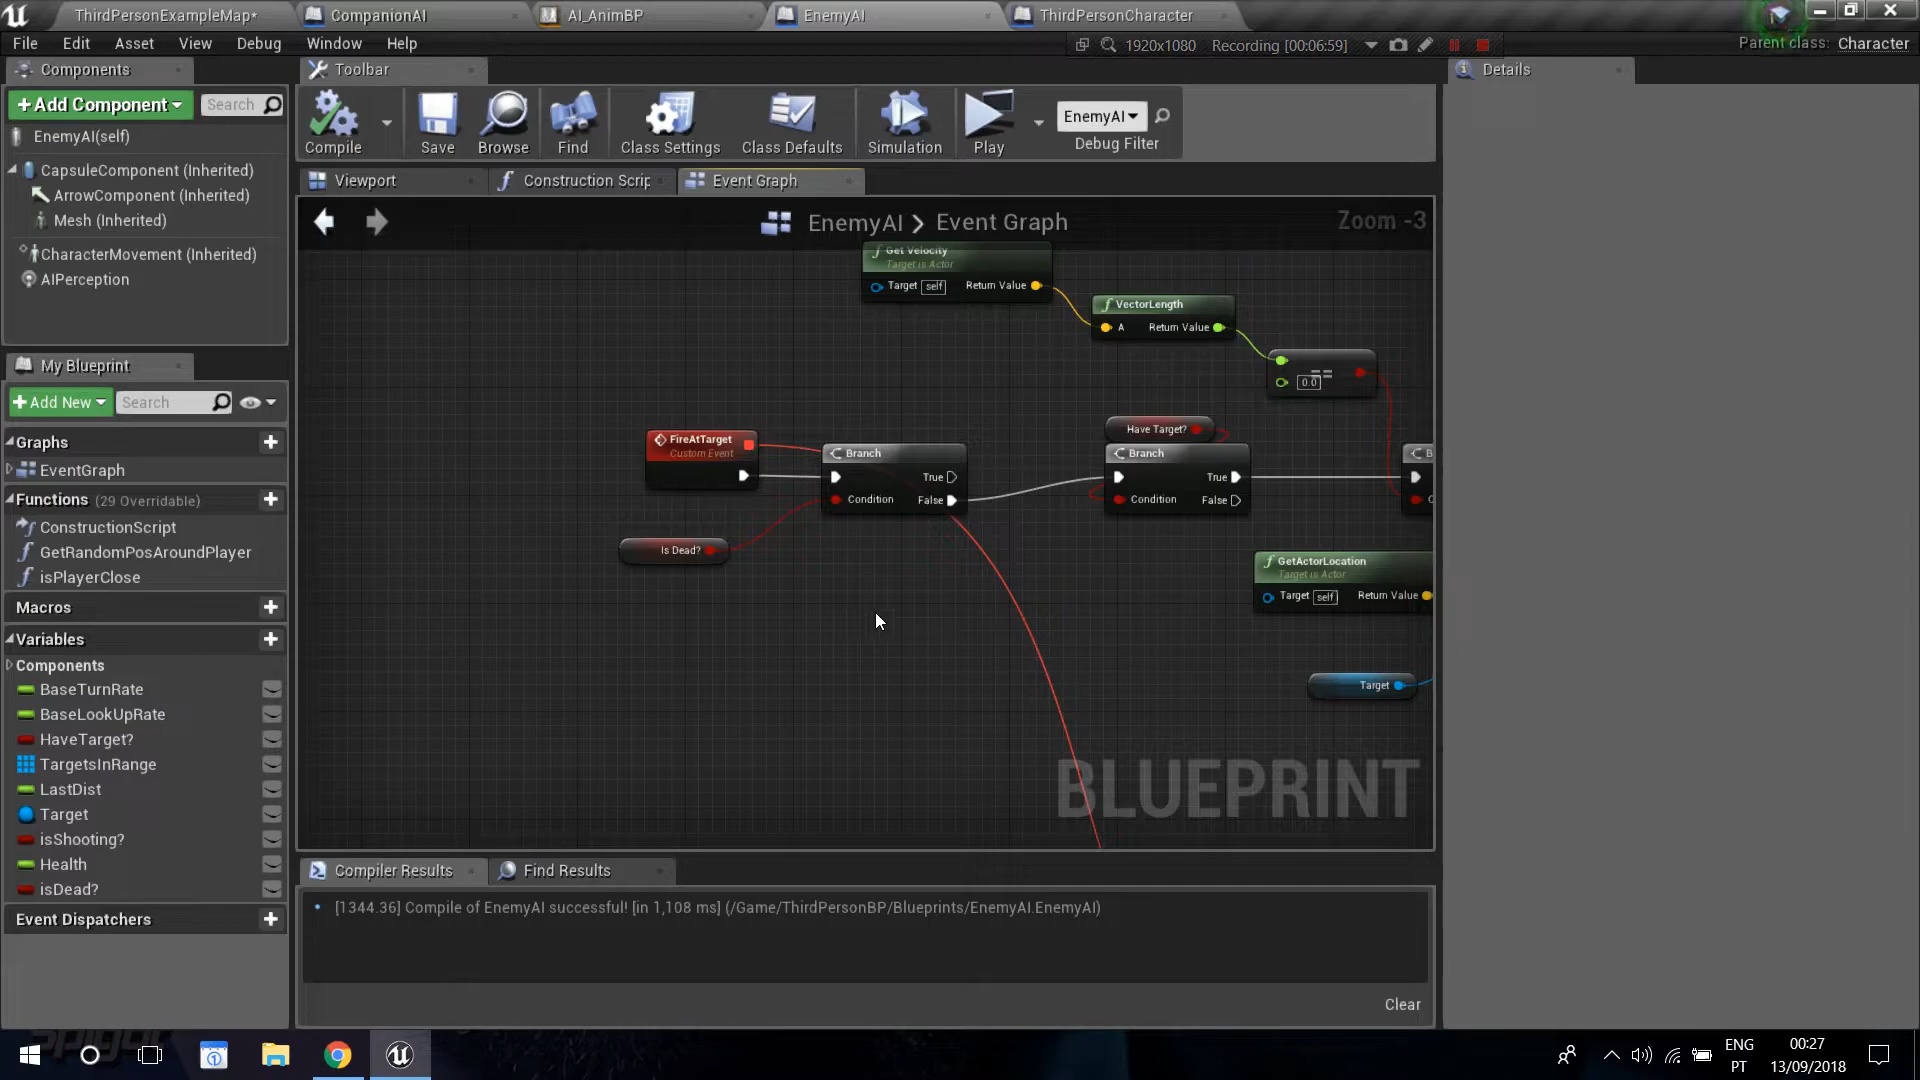 ThirdPersonExampleMap*
CompanionAI
AI_AnimBP
EnemyAI
ThirdPersonCharacter
File Edit Asset View Debug Window Help
1920x1080 Recording [00:06:59]
Parent class: Character
Components
Toolbar
Details
+Add Component
Search
EnemyAI(self)
CapsuleComponent (Inherited)
ArrowComponent (Inherited)
Mesh (Inherited)
CharacterMovement (Inherited)
AIPerception
Compile
Save
Browse
Find
Class Settings
Class Defaults
Simulation
Play
EnemyAI
Debug Filter
Viewport
Construction Scrip
Event Graph
EnemyAI > Event Graph
Zoom -3
Get Velocity
Target is Actor
Target self Return Value
VectorLength
A Return Value
0.0 ==
FireAtTarget
Custom Event
Branch
True
Condition False
Is Dead?
Have Target?
Branch
True
Condition False
GetActorLocation
Target is Actor
Target self Return Value
Target
BLUEPRINT
My Blueprint
+Add New
Search
Graphs
EventGraph
Functions (29 Overridable)
ConstructionScript
GetRandomPosAroundPlayer
isPlayerClose
Macros
Variables
Components
BaseTurnRate
BaseLookUpRate
HaveTarget?
TargetsInRange
LastDist
Target
isShooting?
Health
isDead?
Event Dispatchers
Compiler Results
Find Results
[1344.36] Compile of EnemyAI successful! [in 1,108 ms] (/Game/ThirdPersonBP/Blueprints/EnemyAI.EnemyAI)
Clear
ENG
PT
00:27
13/09/2018